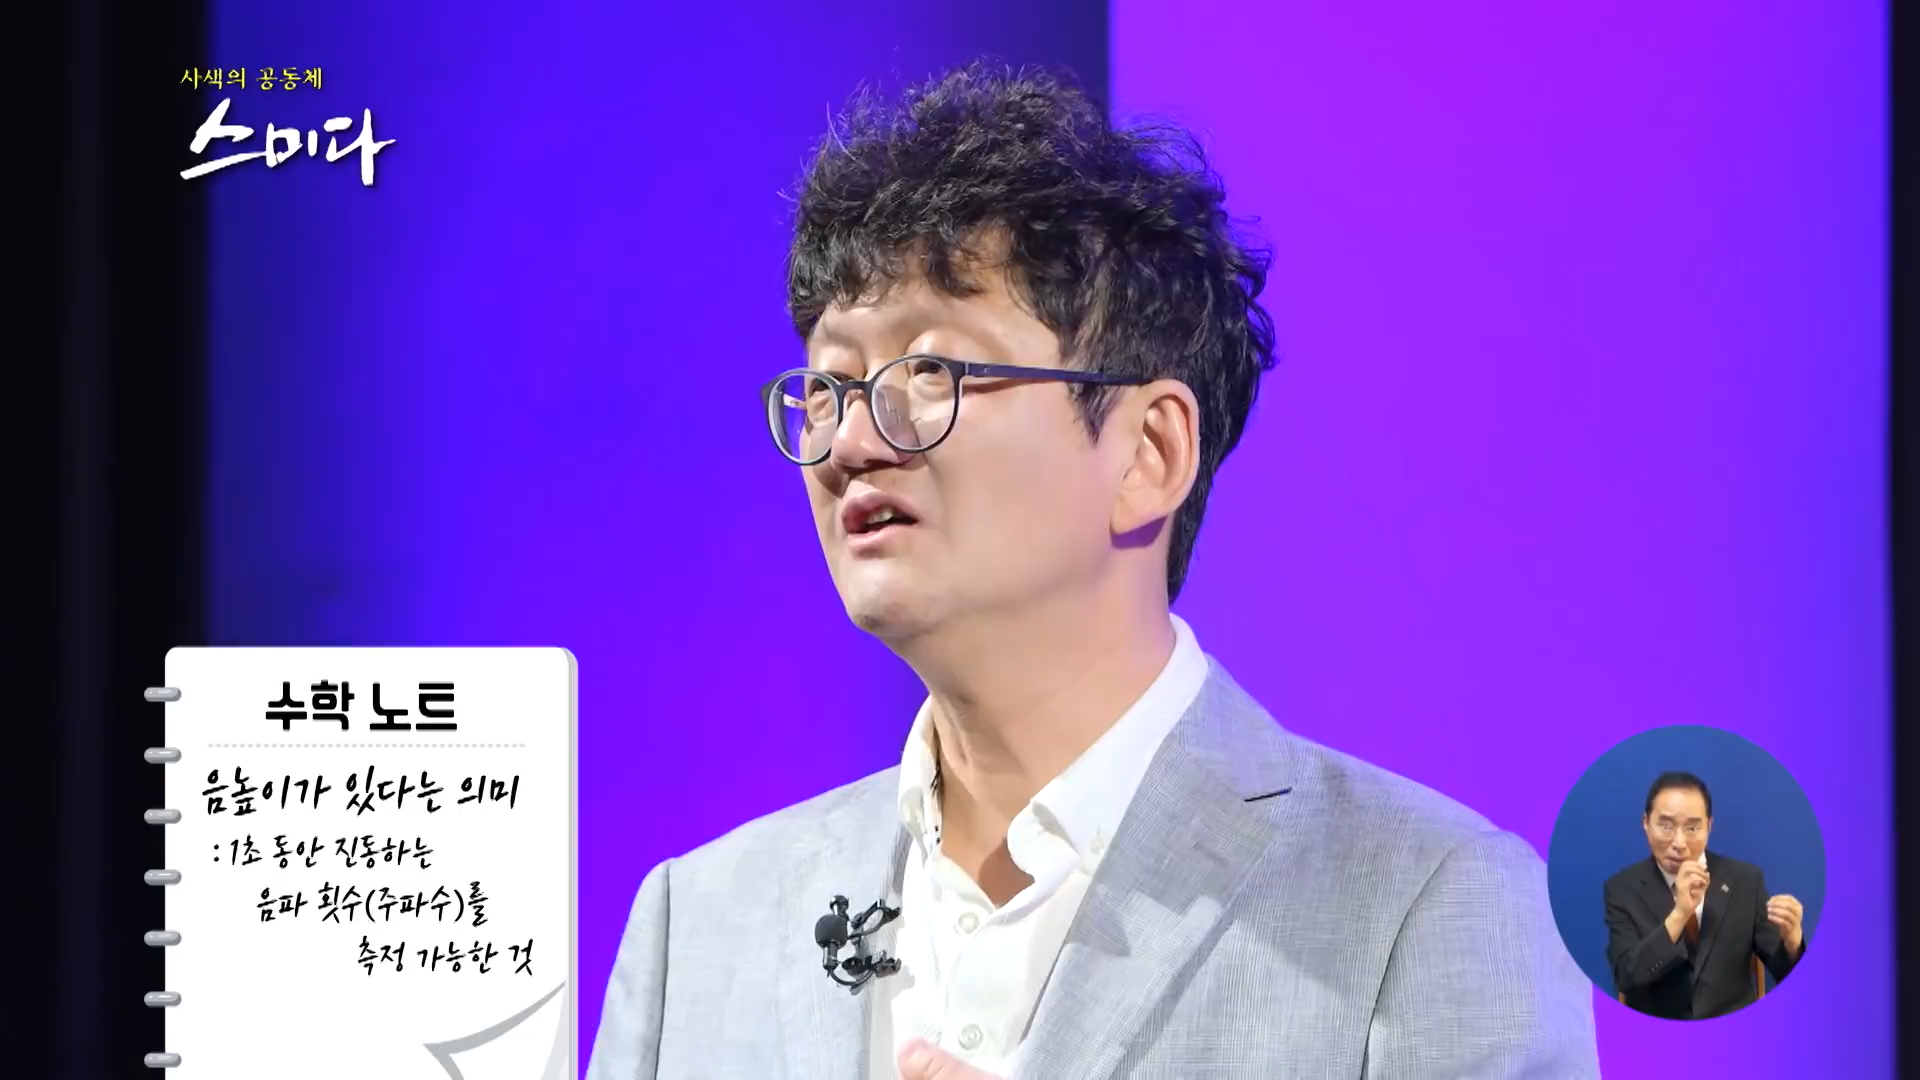 사색의 공동체
스미다
수학 노트
음높이가 있다는 의미
: 1초 동안 진동하는
음파 횟수(주파수)를
측정 가능한 것